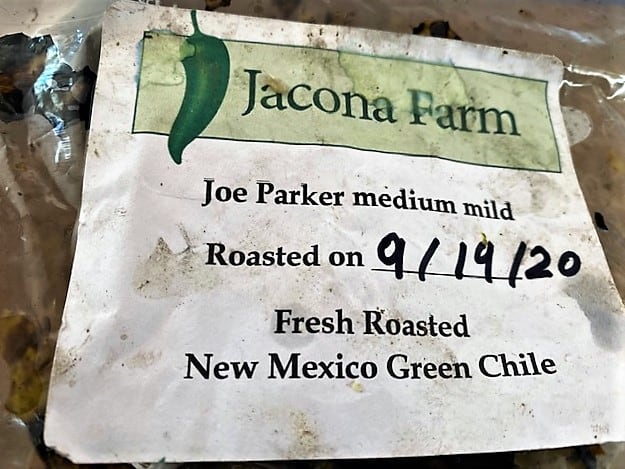 Jacona Farm
Joe Parker medium mild
Roasted on 9/19/20
Fresh Roasted
New Mexico Green Chile